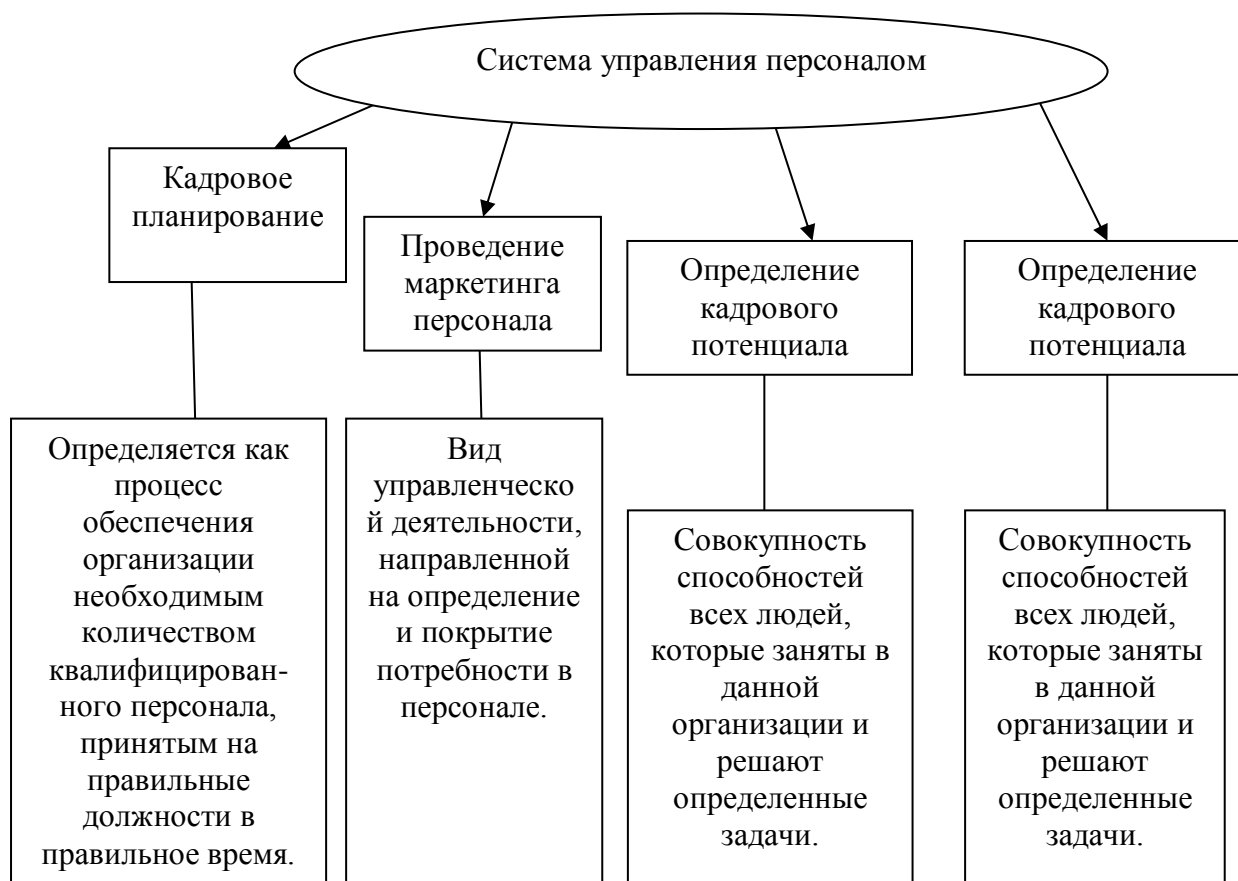 Система управления персоналом
Кадровое
планирование
Проведение
маркетинга
персонала
Определение
кадрового
потенциала
Определение
кадрового
потенциала
Определяется как
процесс
обеспечения
организации
необходимым
количеством
квалифицирован-
ного персонала,
принятым на
правильные
должности в
правильное время.
Вид
управленческо
й деятельности,
направленной
на определение
и покрытие
потребности в
персонале.
Совокупность
способностей
всех людей,
которые заняты в
данной
организации и
решают
определенные
задачи.
Совокупность
способностей
всех людей,
которые заняты
в данной
организации и
решают
определенные
задачи.